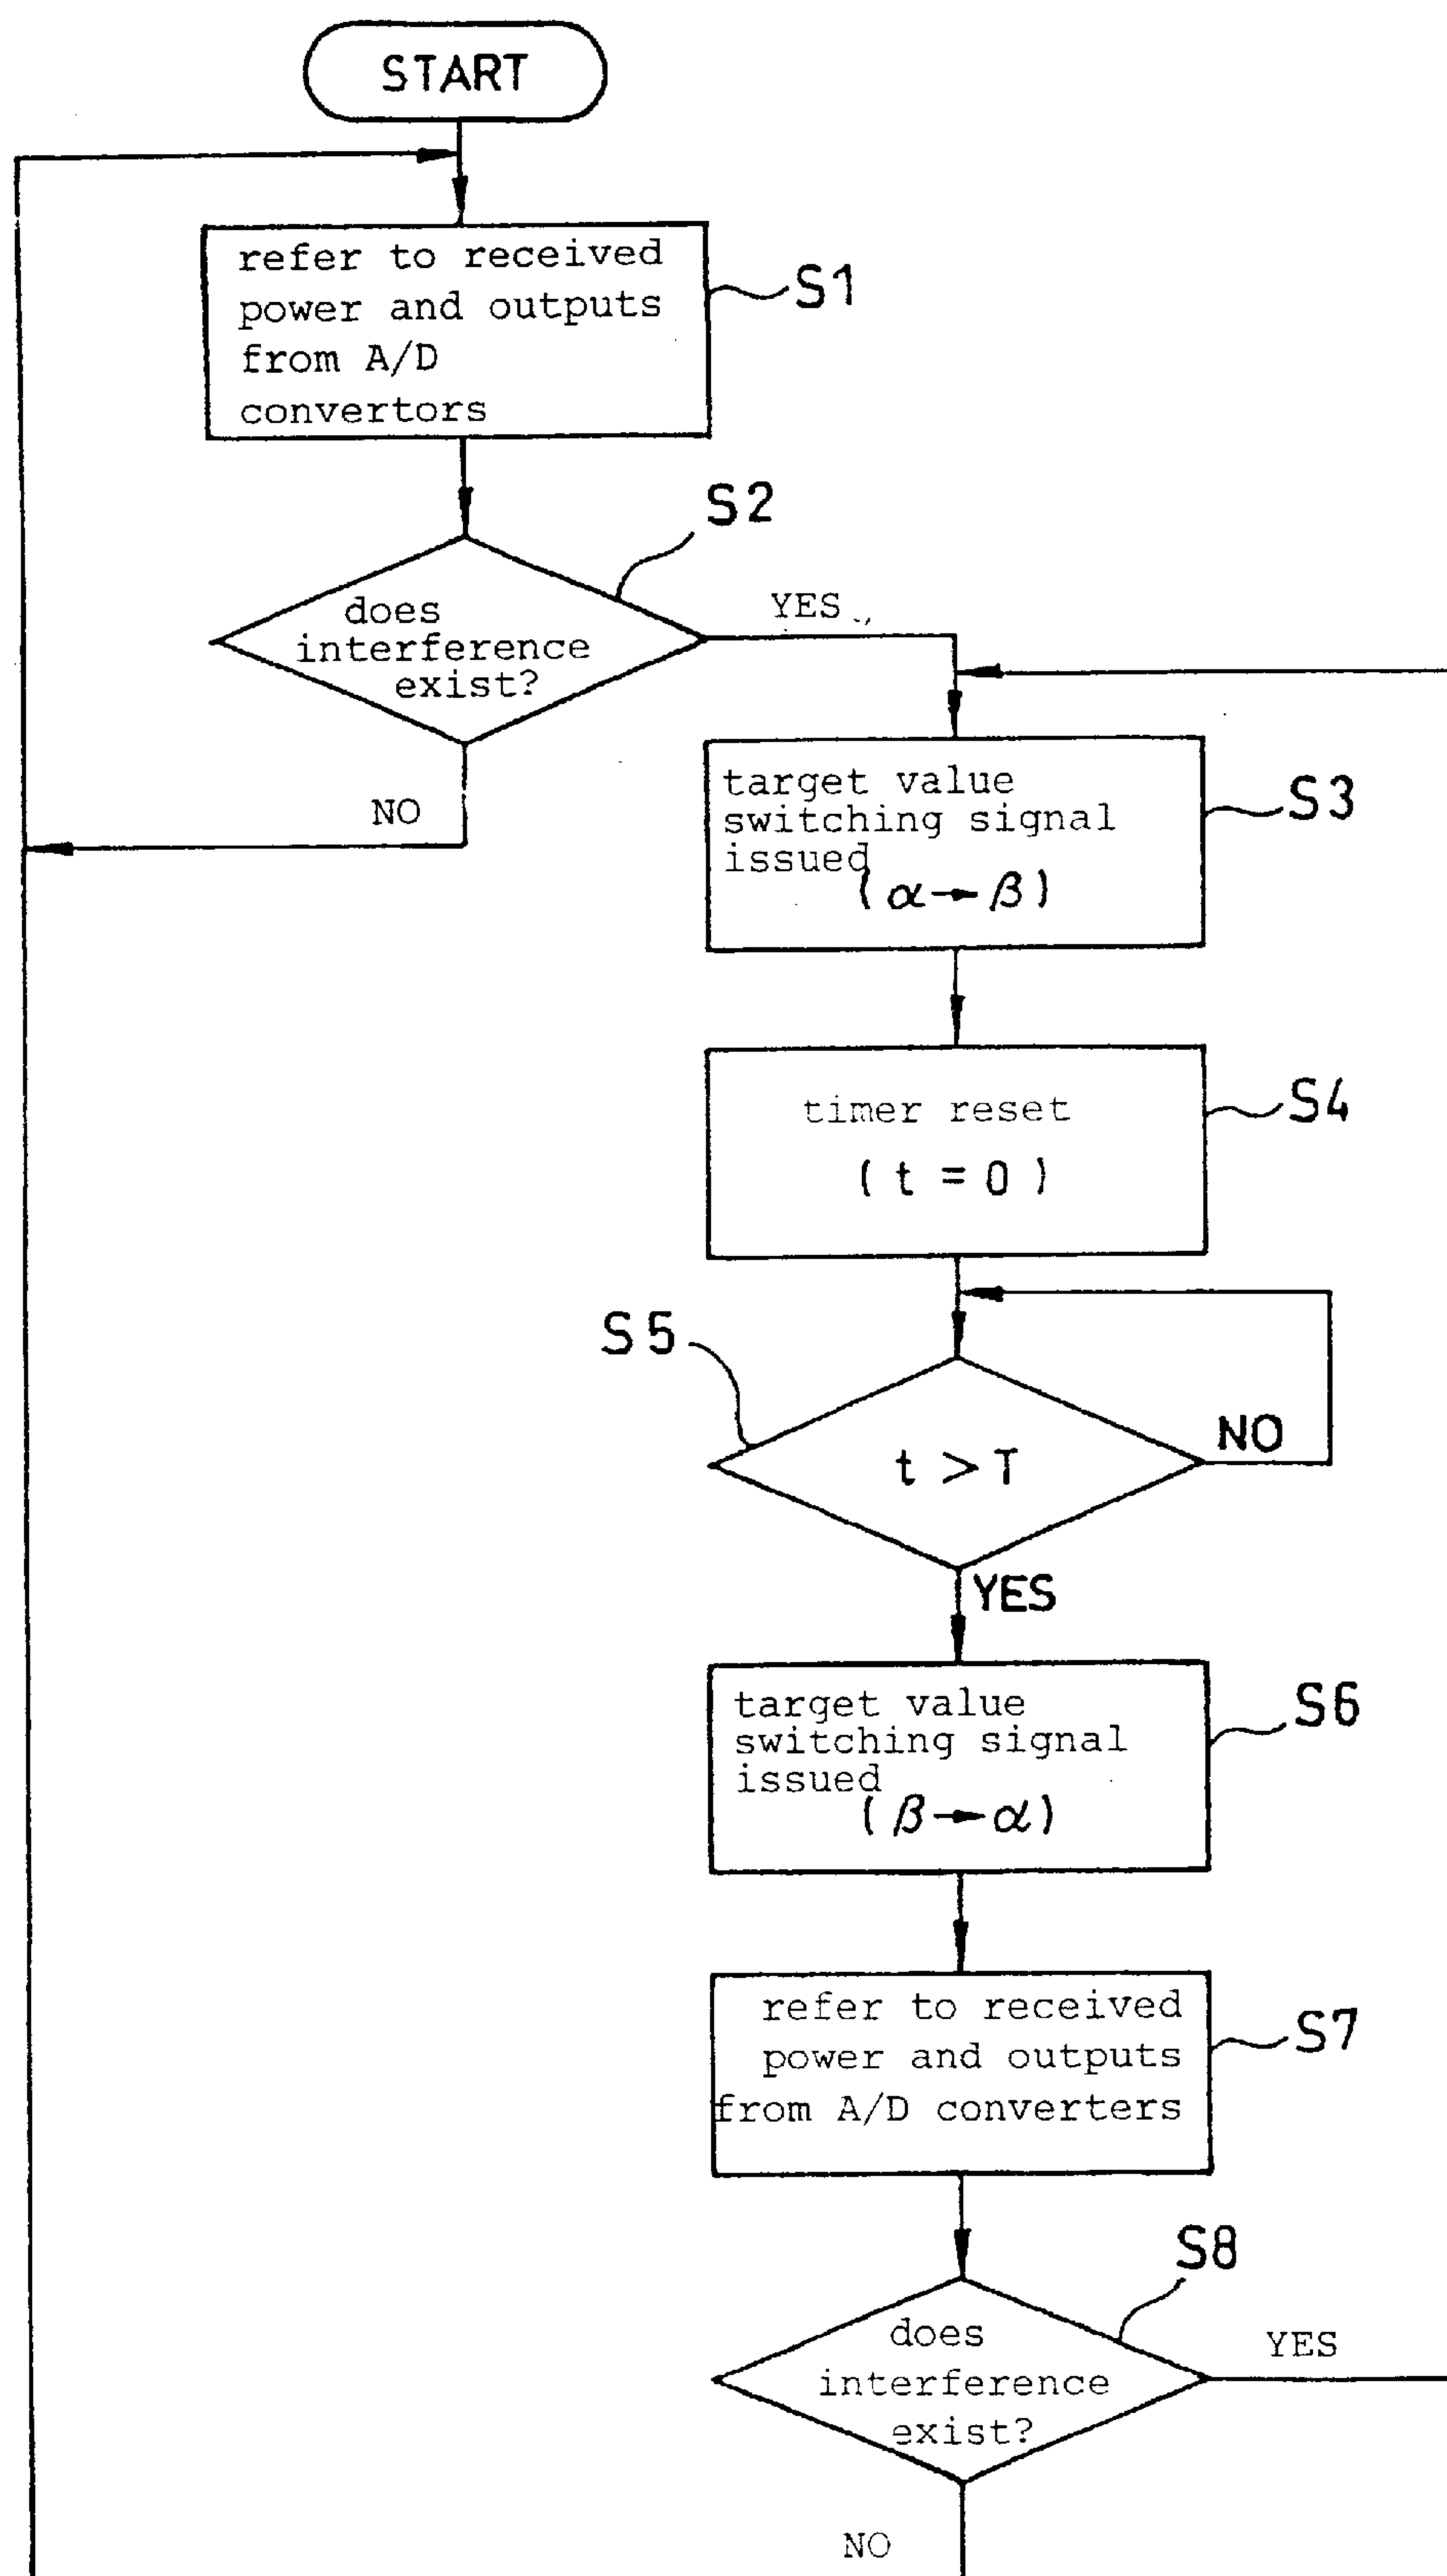 START
refer to received
power and outputs
from A/D
convertors
S1
S2
does
interference
exist?
YES
NO
target value
switching signal
issued
( α → β )
S3
timer reset
( t = 0 )
S4
S5
t > T
NO
YES
target value
switching signal
issued
( β → α )
S6
refer to received
power and outputs
from A/D converters
S7
S8
does
interference
exist?
YES
NO